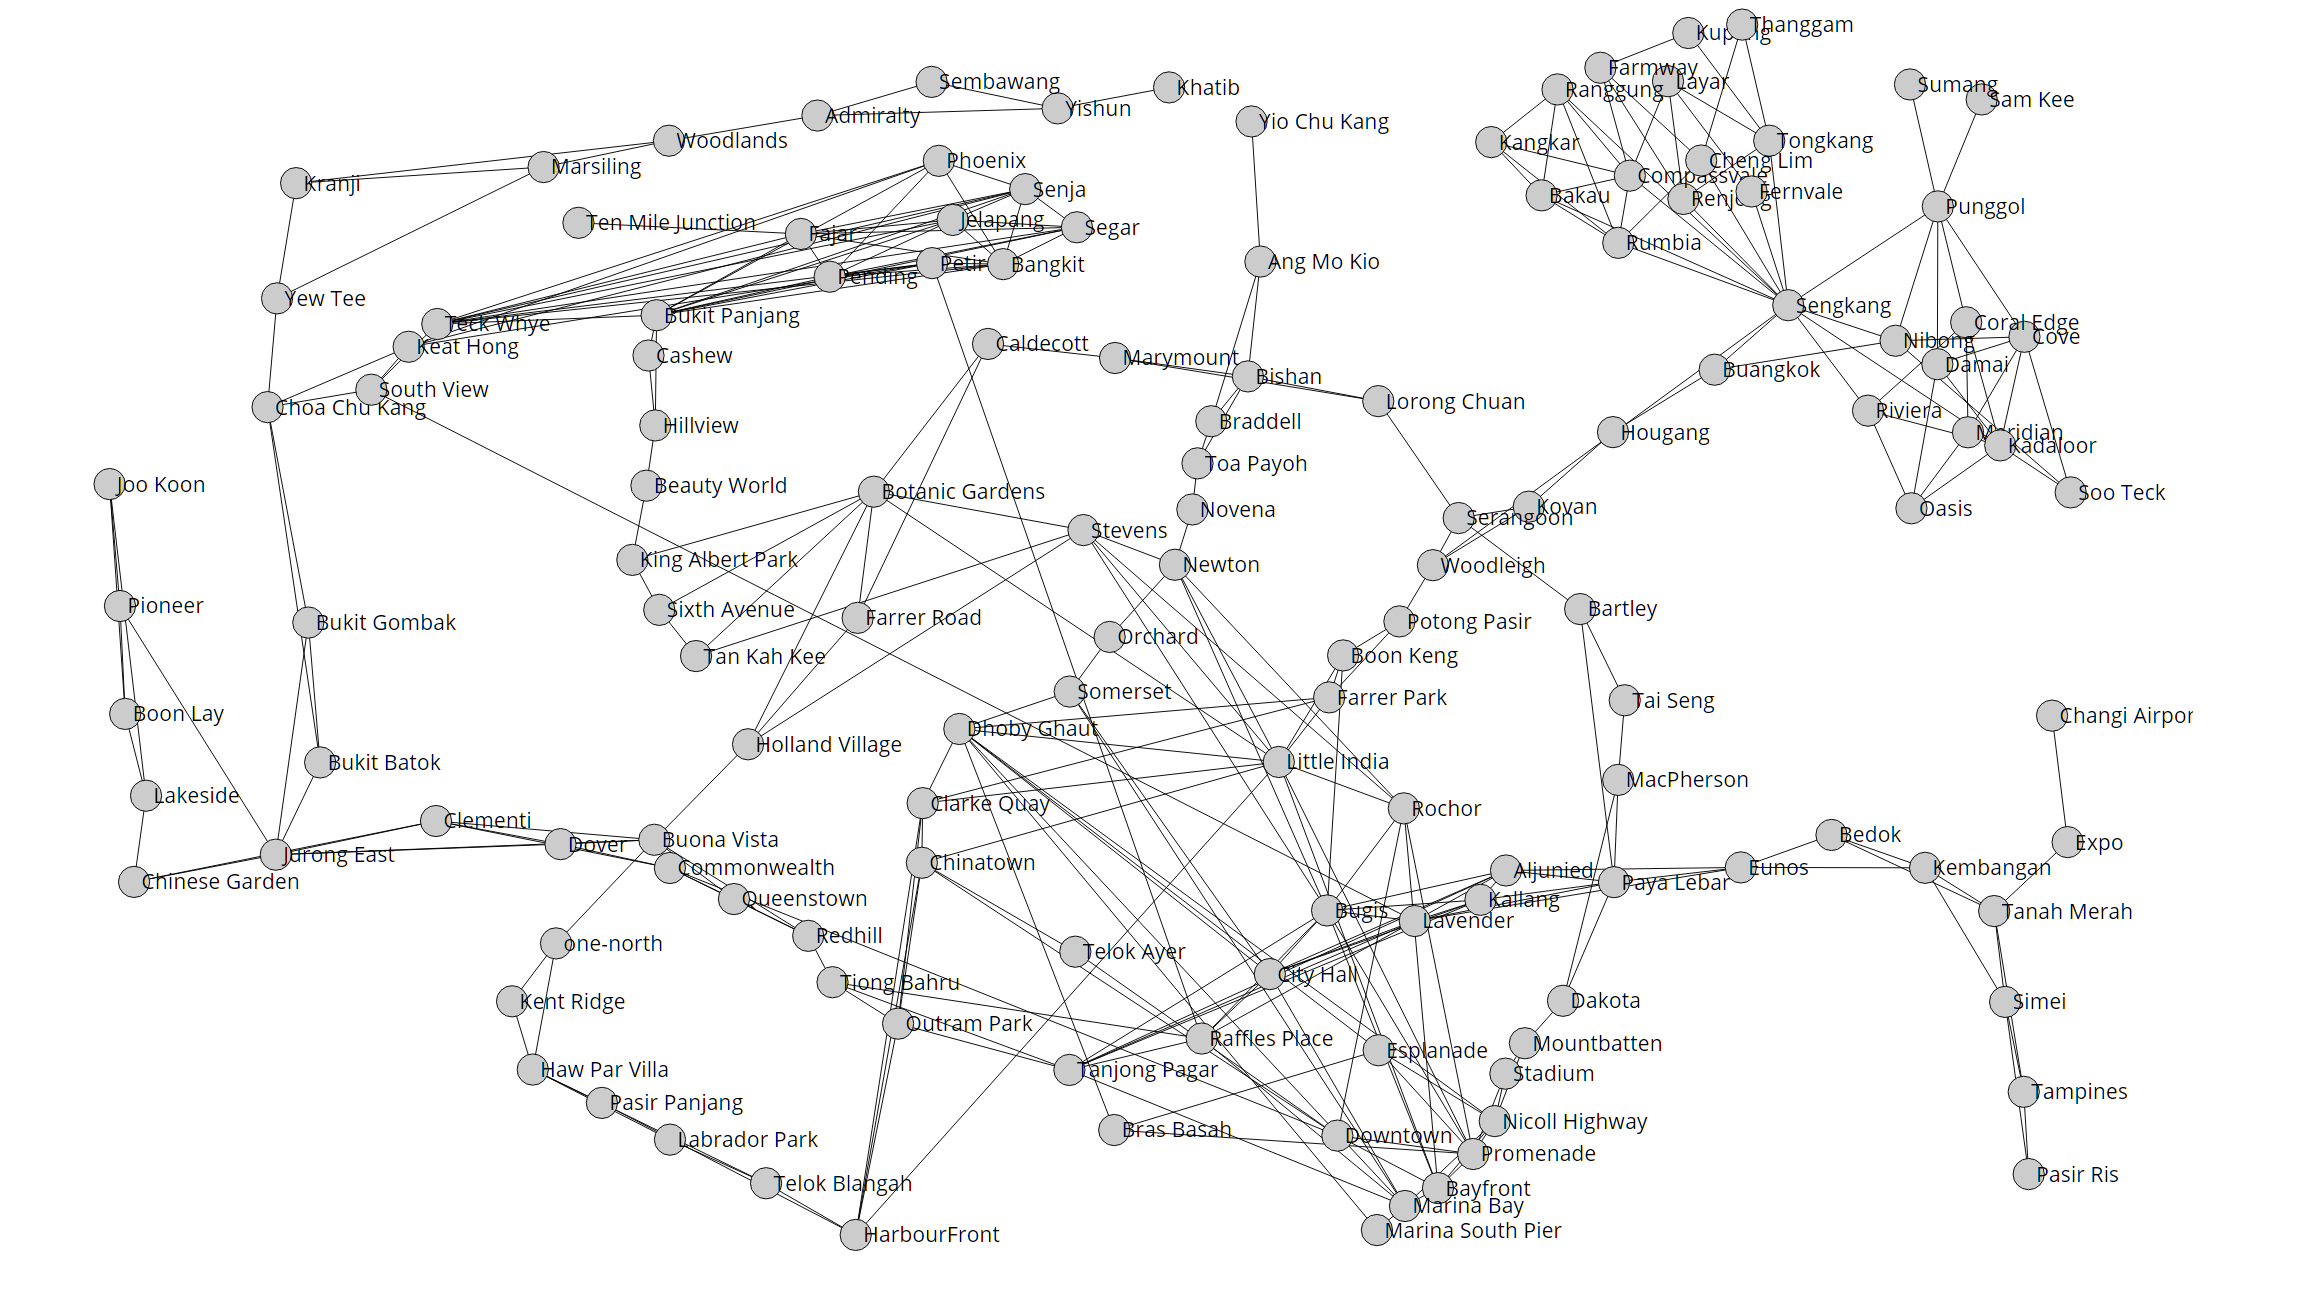 Thanggam
Kupang
Farmway
Layar
Sembawang
Sumang
Khatib
Ranggung
Sam Kee
Yishun
Admiralty
Yio Chu Kang
Woodlands
Tongkang
Kangkar
Phoenix
Cheng Lim
Marsiling
Compassvale
Kranji
Senja
Fernvale
Bakau
Renjong
Punggol
Jelapang
Ten Mile Junction
Segar
Fajar
Rumbia
Ang Mo Kio
Petir
Bangkit
Pending
Yew Tee
Sengkang
Bukit Panjang
Coral Edge
Teck Whye
Cove
Nibong
Caldecott
Keat Hong
Cashew
Marymount
Damai
Buangkok
Bishan
South View
Lorong Chuan
Choa Chu Kang
Riviera
Braddell
Hillview
Hougang
Meridian
Kadaloor
Toa Payoh
Joo Koon
Beauty World
Botanic Gardens
Soo Teck
Kovan
Oasis
Novena
Serangoon
Stevens
King Albert Park
Newton
Woodleigh
Pioneer
Bartley
Sixth Avenue
Farrer Road
Potong Pasir
Bukit Gombak
Orchard
Tan Kah Kee
Boon Keng
Somerset
Farrer Park
Tai Seng
Boon Lay
Changi Airpor
Dhoby Ghaut
Holland Village
Little India
Bukit Batok
MacPherson
Lakeside
Clarke Quay
Rochor
Clementi
Bedok
Buona Vista
Dover
Expo
Jurong East
Chinatown
Commonwealth
Eunos
Kembangan
Aljunied
Chinese Garden
Paya Lebar
Queenstown
Kallang
Bugis
Tanah Merah
Lavender
Redhill
one-north
Telok Ayer
City Hall
Tiong Bahru
Kent Ridge
Dakota
Simei
Outram Park
Raffles Place
Mountbatten
Esplanade
Haw Par Villa
Tanjong Pagar
Stadium
Tampines
Pasir Panjang
Nicoll Highway
Bras Basah
Downtown
Labrador Park
Promenade
Pasir Ris
Telok Blangah
Bayfront
Marina Bay
Marina South Pier
HarbourFront